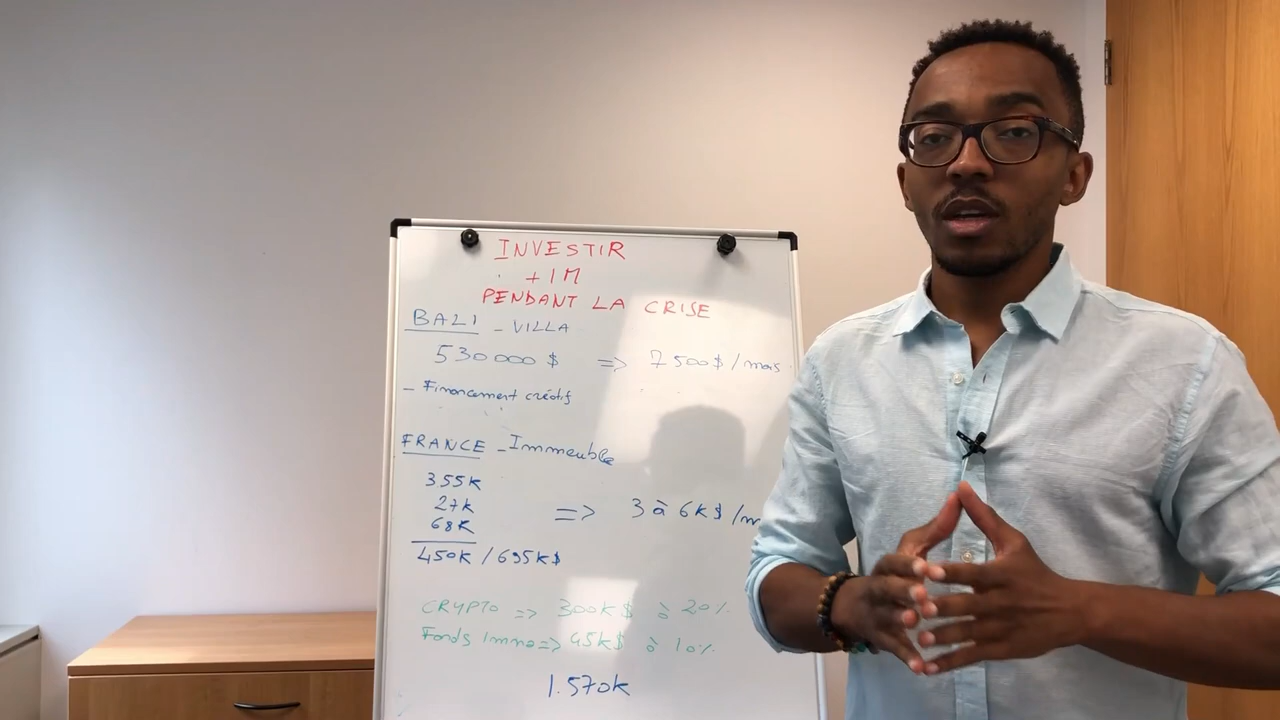 INVESTIR
+ 1M
PENDANT LA CRISE
BALI - VILLA
530 000 $ => 7 500 $ / mois
- Financement créatif
FRANCE - Immeuble
355K
27K
68K
=> 3 à 6K $ / m
450K / 695K $
CRYPTO => 300K $ à 20%
Fonds Immo => 45K $ à 10%
1.570K